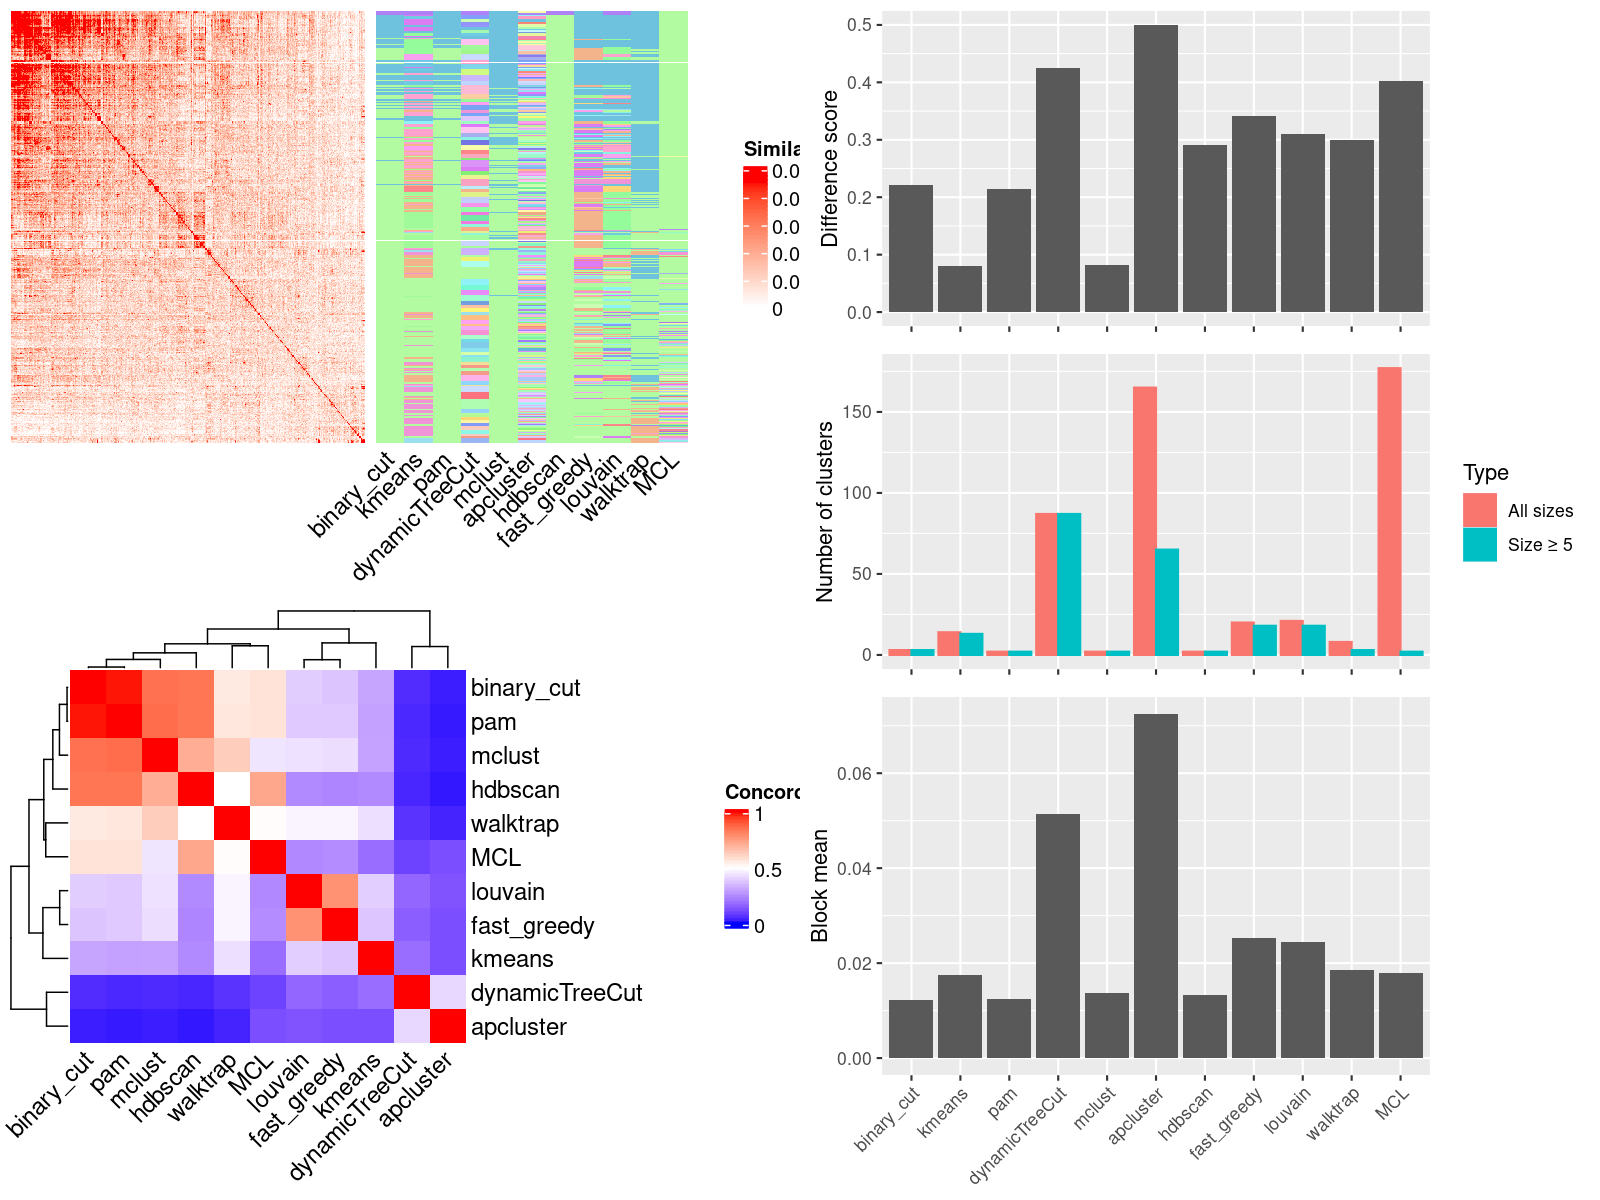 Simila
0.0
0.0
0.0
0.0
0.0
0
binary_cut
kmeans
pam
dynamicTreeCut
mclust
apcluster
hdbscan
fast_greedy
louvain
walktrap
MCL
binary_cut
pam
mclust
hdbscan
walktrap
MCL
louvain
fast_greedy
kmeans
dynamicTreeCut
apcluster
binary_cut
pam
mclust
hdbscan
walktrap
MCL
louvain
fast_greedy
kmeans
dynamicTreeCut
apcluster
Concord
1
0.5
0
Difference score
0.5
0.4
0.3
0.2
0.1
0.0
Number of clusters
150
100
50
0
Type
All sizes
Size ≥ 5
Block mean
0.06
0.04
0.02
0.00
binary_cut
kmeans
pam
dynamicTreeCut
mclust
apcluster
hdbscan
fast_greedy
louvain
walktrap
MCL